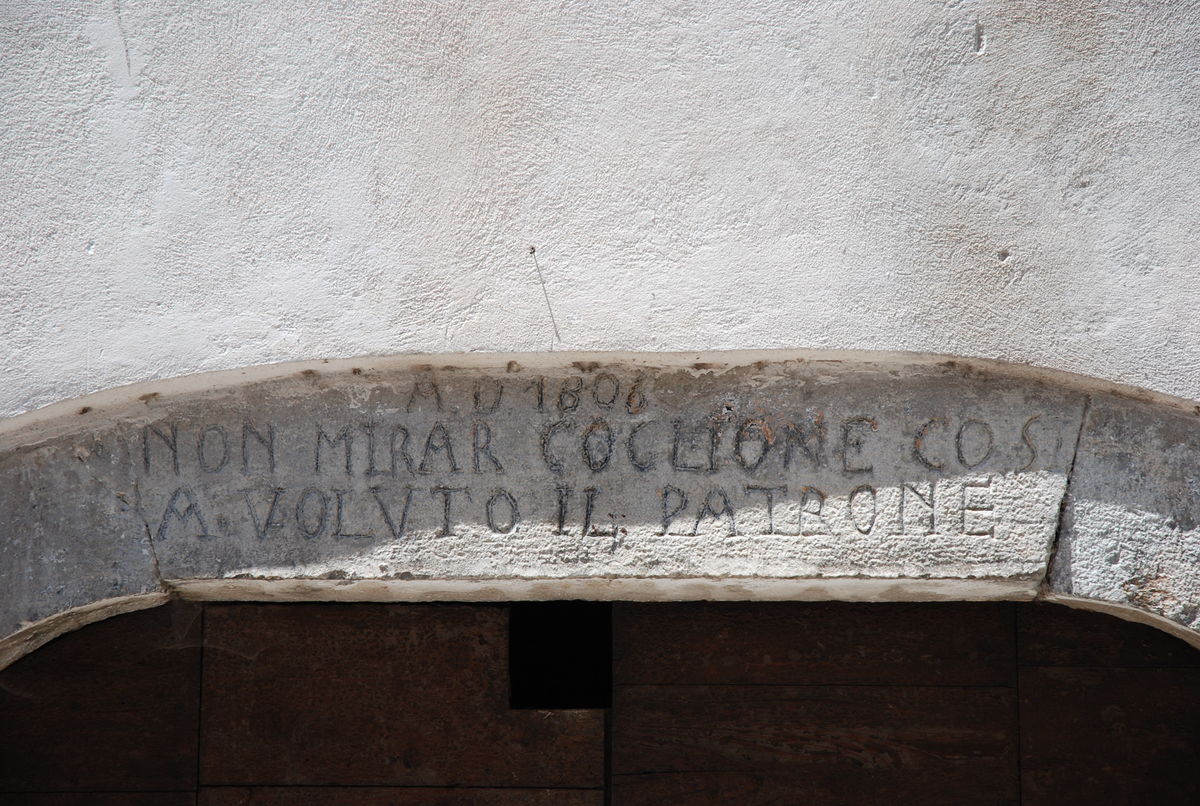 A D 1806
NON MIRAR COGLIONE COSI
A VOLVTO IL PATRONE